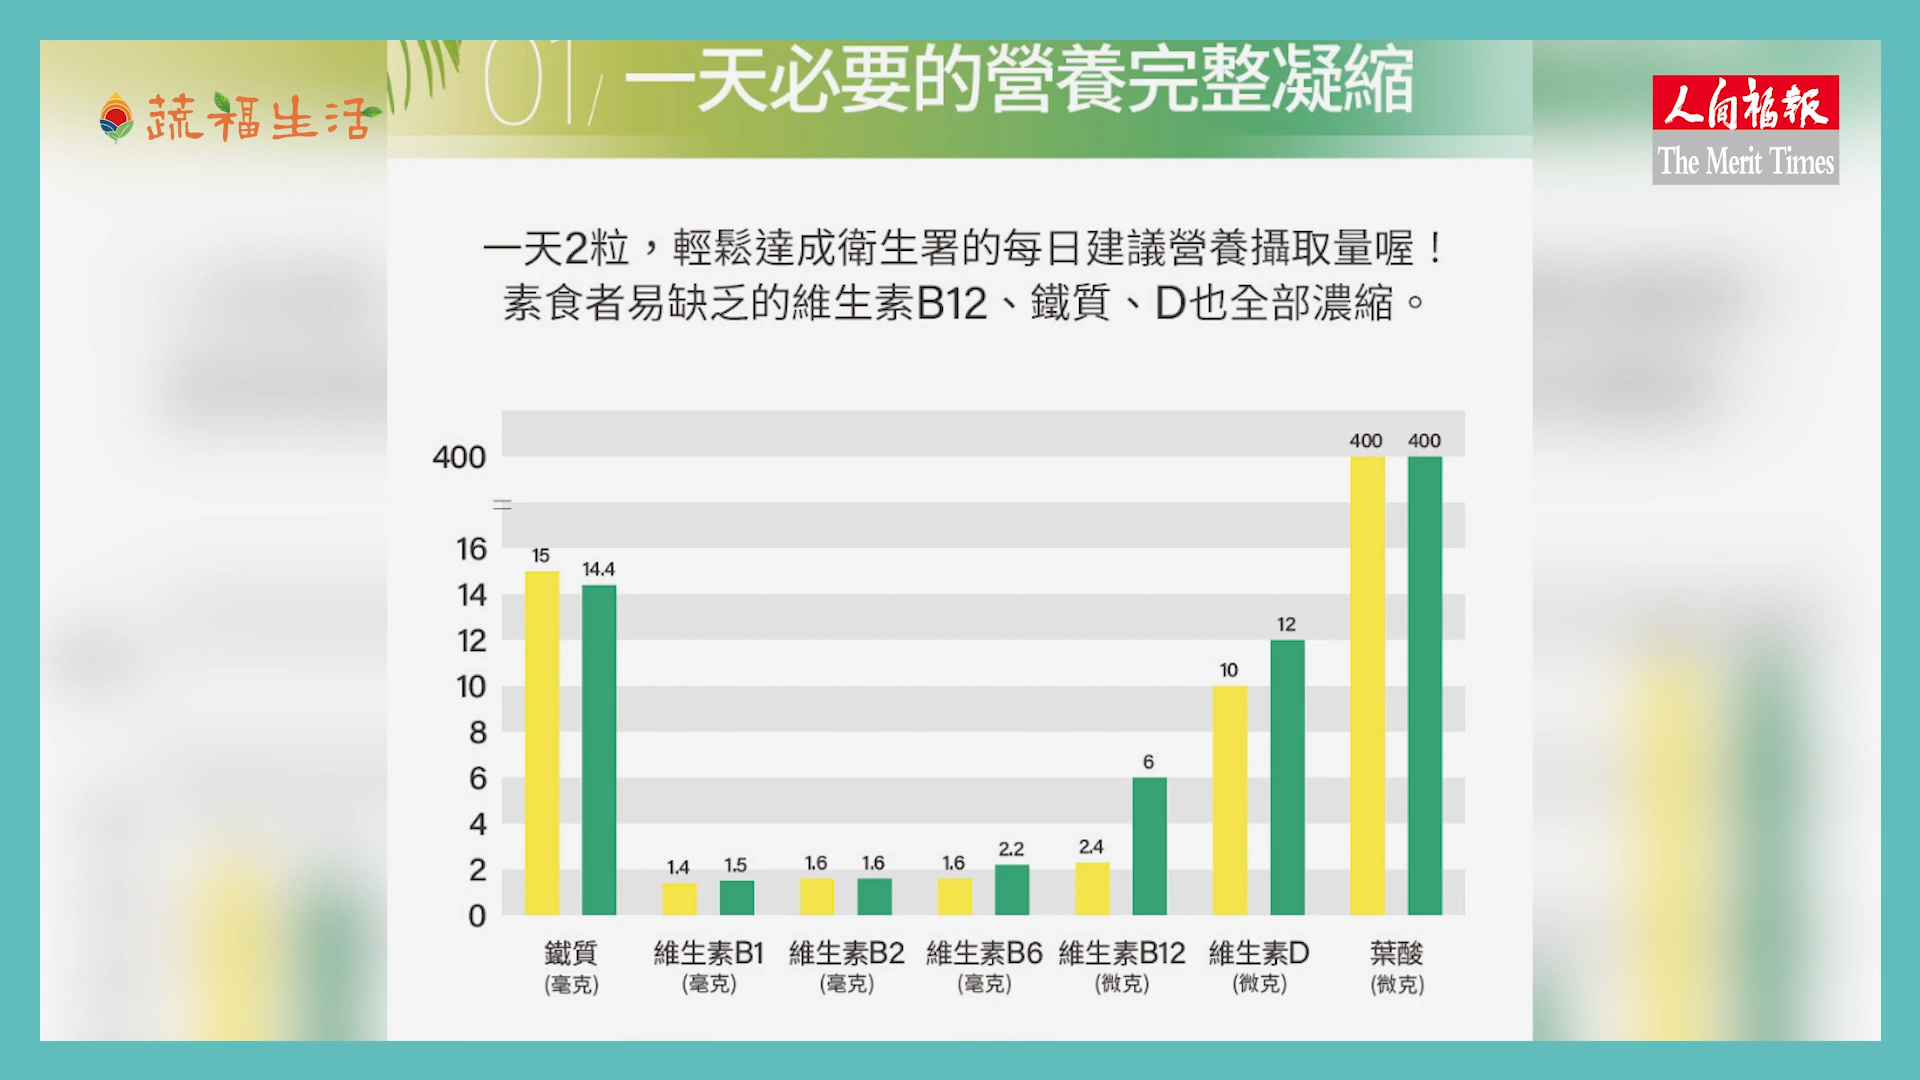 01/ 一天必要的營養完整凝縮
蔬福生活
人间福報
The Merit Times
一天2粒，輕鬆達成衛生署的每日建議營養攝取量喔！
素食者易缺乏的維生素B12、鐵質、D也全部濃縮。
400
16
14
12
10
8
6
4
2
0
15 14.4
1.4 1.5
1.6 1.6
1.6 2.2
2.4 6
10 12
400 400
鐵質 維生素B1 維生素B2 維生素B6 維生素B12 維生素D 葉酸
(毫克) (毫克) (毫克) (毫克) (微克) (微克) (微克)